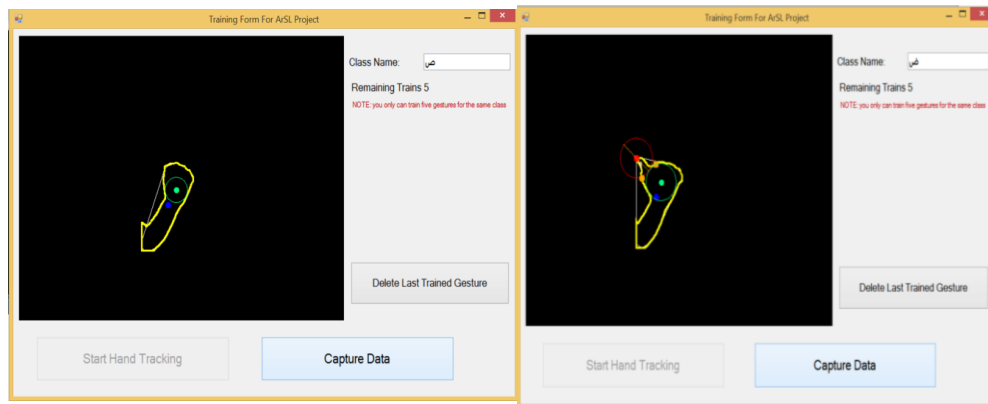 Training Form For ArSL Project
Class Name: ص
Remaining Trains 5
NOTE: you only can train five gestures for the same class
Delete Last Trained Gesture
Start Hand Tracking
Capture Data
Training Form For ArSL Project
Class Name: ض
Remaining Trains 5
NOTE: you only can train five gestures for the same class
Delete Last Trained Gesture
Start Hand Tracking
Capture Data